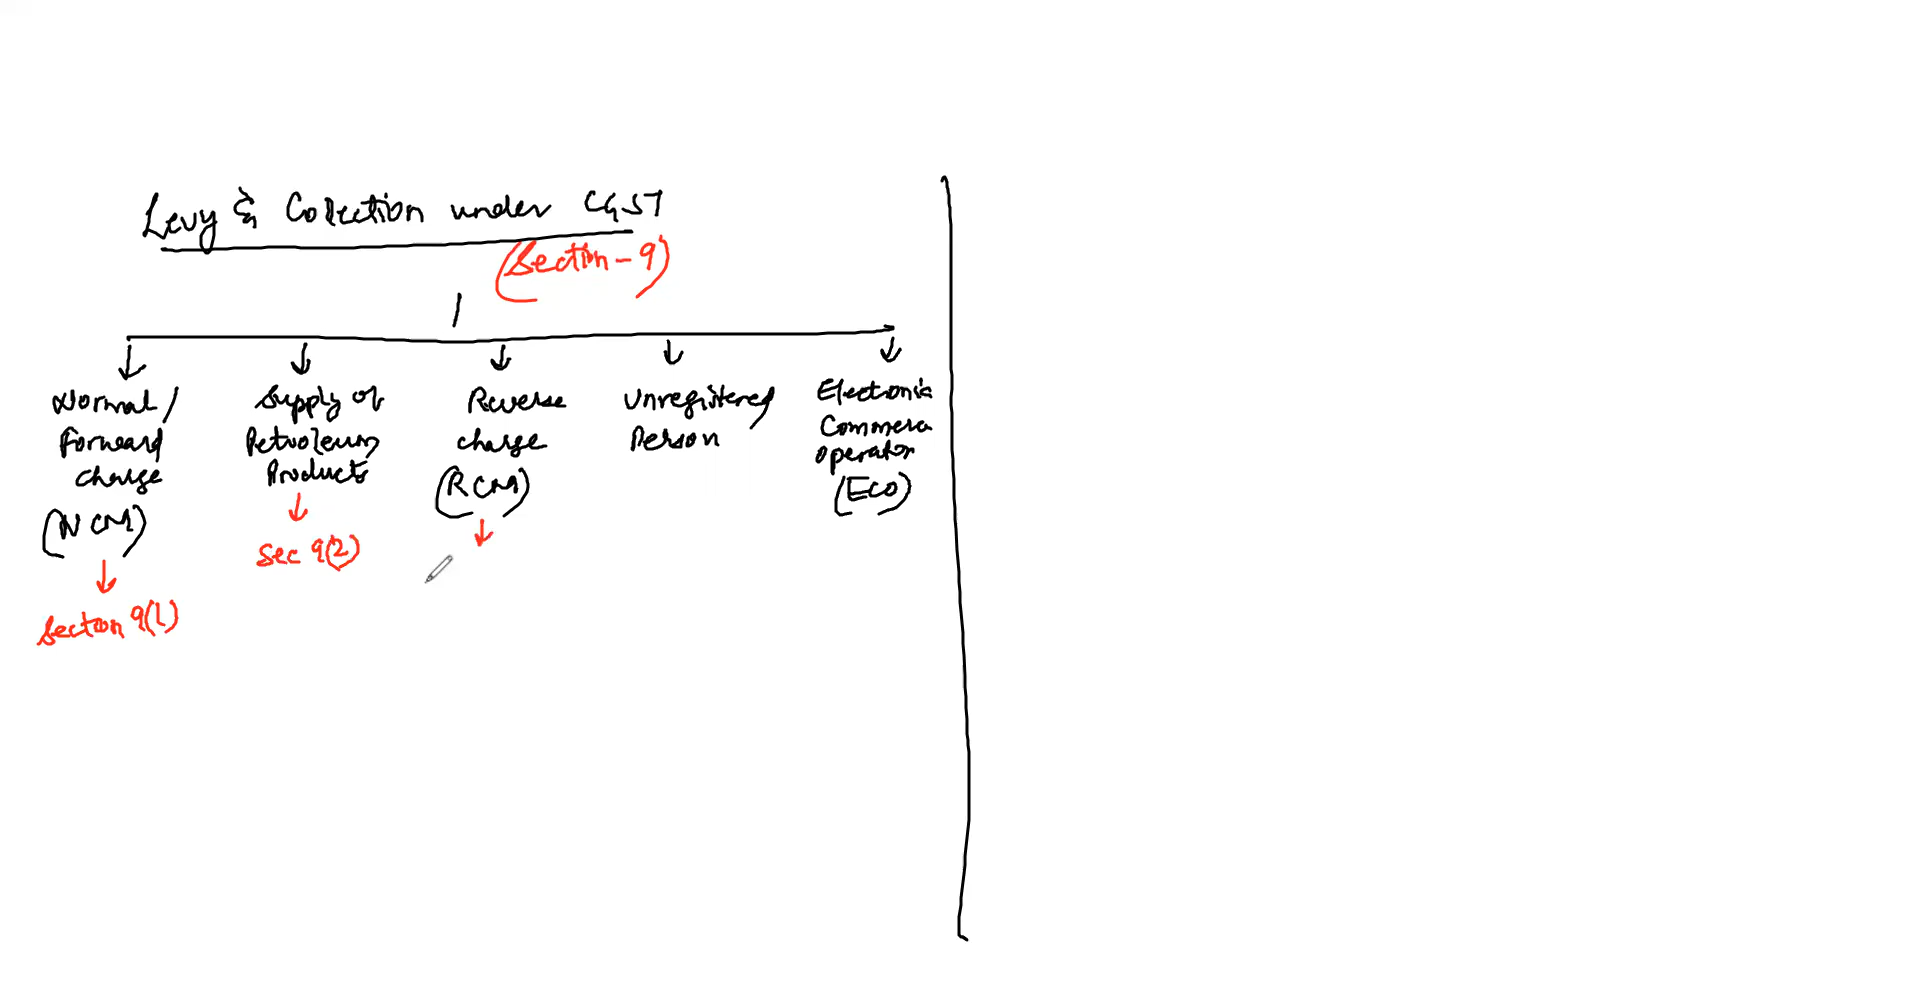 Levy & Collection under CGST
(Section - 9)
Normal /
Forward
charge
(NCM)
Section 9(1)
Supply of
Petroleum
Products
Sec 9(2)
Reverse
charge
(RCM)
Unregistered
Person
Electronic
Commerce
operator
(ECO)